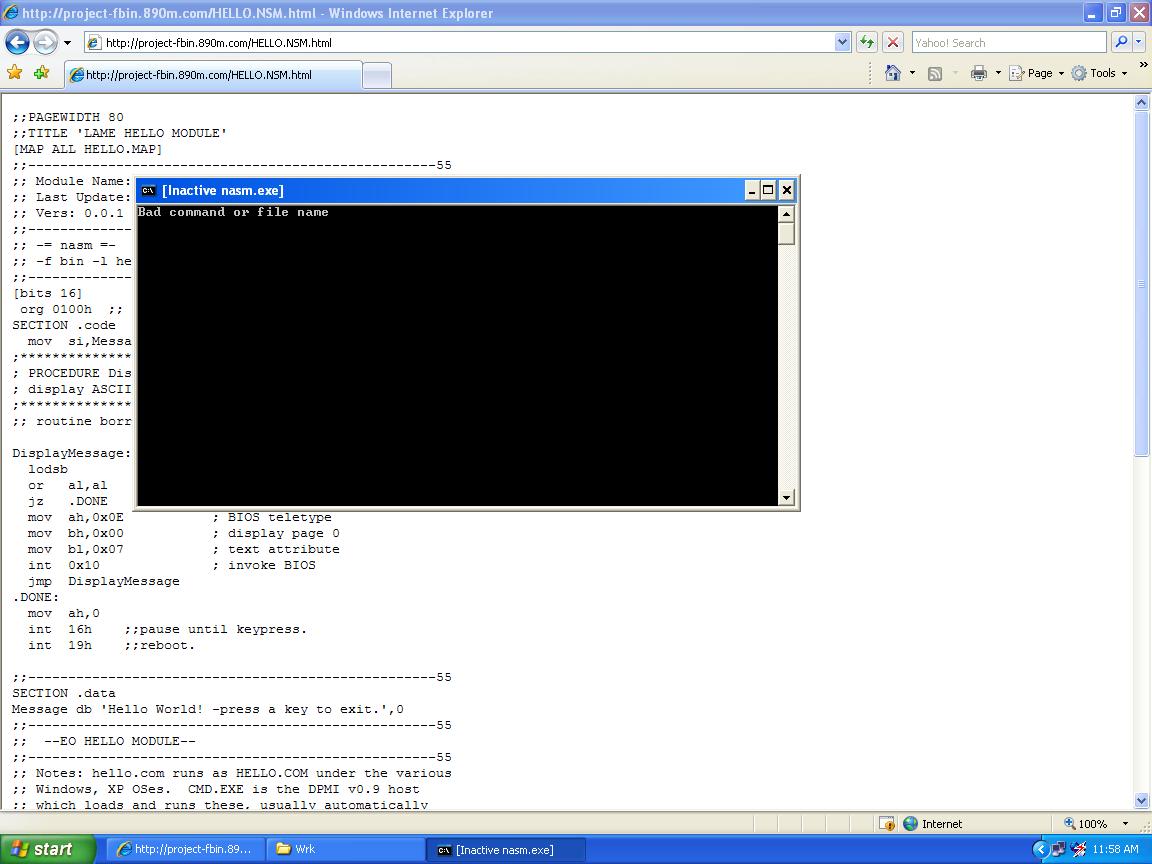 http://project-fbin.890m.com/HELLO.NSM.html - Windows Internet Explorer
http://project-fbin.890m.com/HELLO.NSM.html
Yahoo! Search
http://project-fbin.890m.com/HELLO.NSM.html
Page
Tools
;;PAGEWIDTH 80
;;TITLE 'LAME HELLO MODULE'
[MAP ALL HELLO.MAP]
;;---------------------------------------------------55
;; Module Name:
;; Last Update:
;; Vers: 0.0.1
;;-------------
;; -= nasm =-
;; -f bin -l he
;;-------------
[bits 16]
org 0100h ;;
SECTION .code
mov si,Messa
;**************
; PROCEDURE Dis
; display ASCII
;**************
;; routine borr
[Inactive nasm.exe]
Bad command or file name
DisplayMessage:
lodsb
or al,al
jz .DONE
mov ah,0x0E ; BIOS teletype
mov bh,0x00 ; display page 0
mov bl,0x07 ; text attribute
int 0x10 ; invoke BIOS
jmp DisplayMessage
.DONE:
mov ah,0
int 16h ;;pause until keypress.
int 19h ;;reboot.
;;---------------------------------------------------55
SECTION .data
Message db 'Hello World! -press a key to exit.',0
;;---------------------------------------------------55
;; --EO HELLO MODULE--
;;---------------------------------------------------55
;; Notes: hello.com runs as HELLO.COM under the various
;; Windows, XP OSes. CMD.EXE is the DPMI v0.9 host
;; which loads and runs these, usually automatically
Internet
100%
start
http://project-fbin.89...
Wrk
[Inactive nasm.exe]
11:58 AM